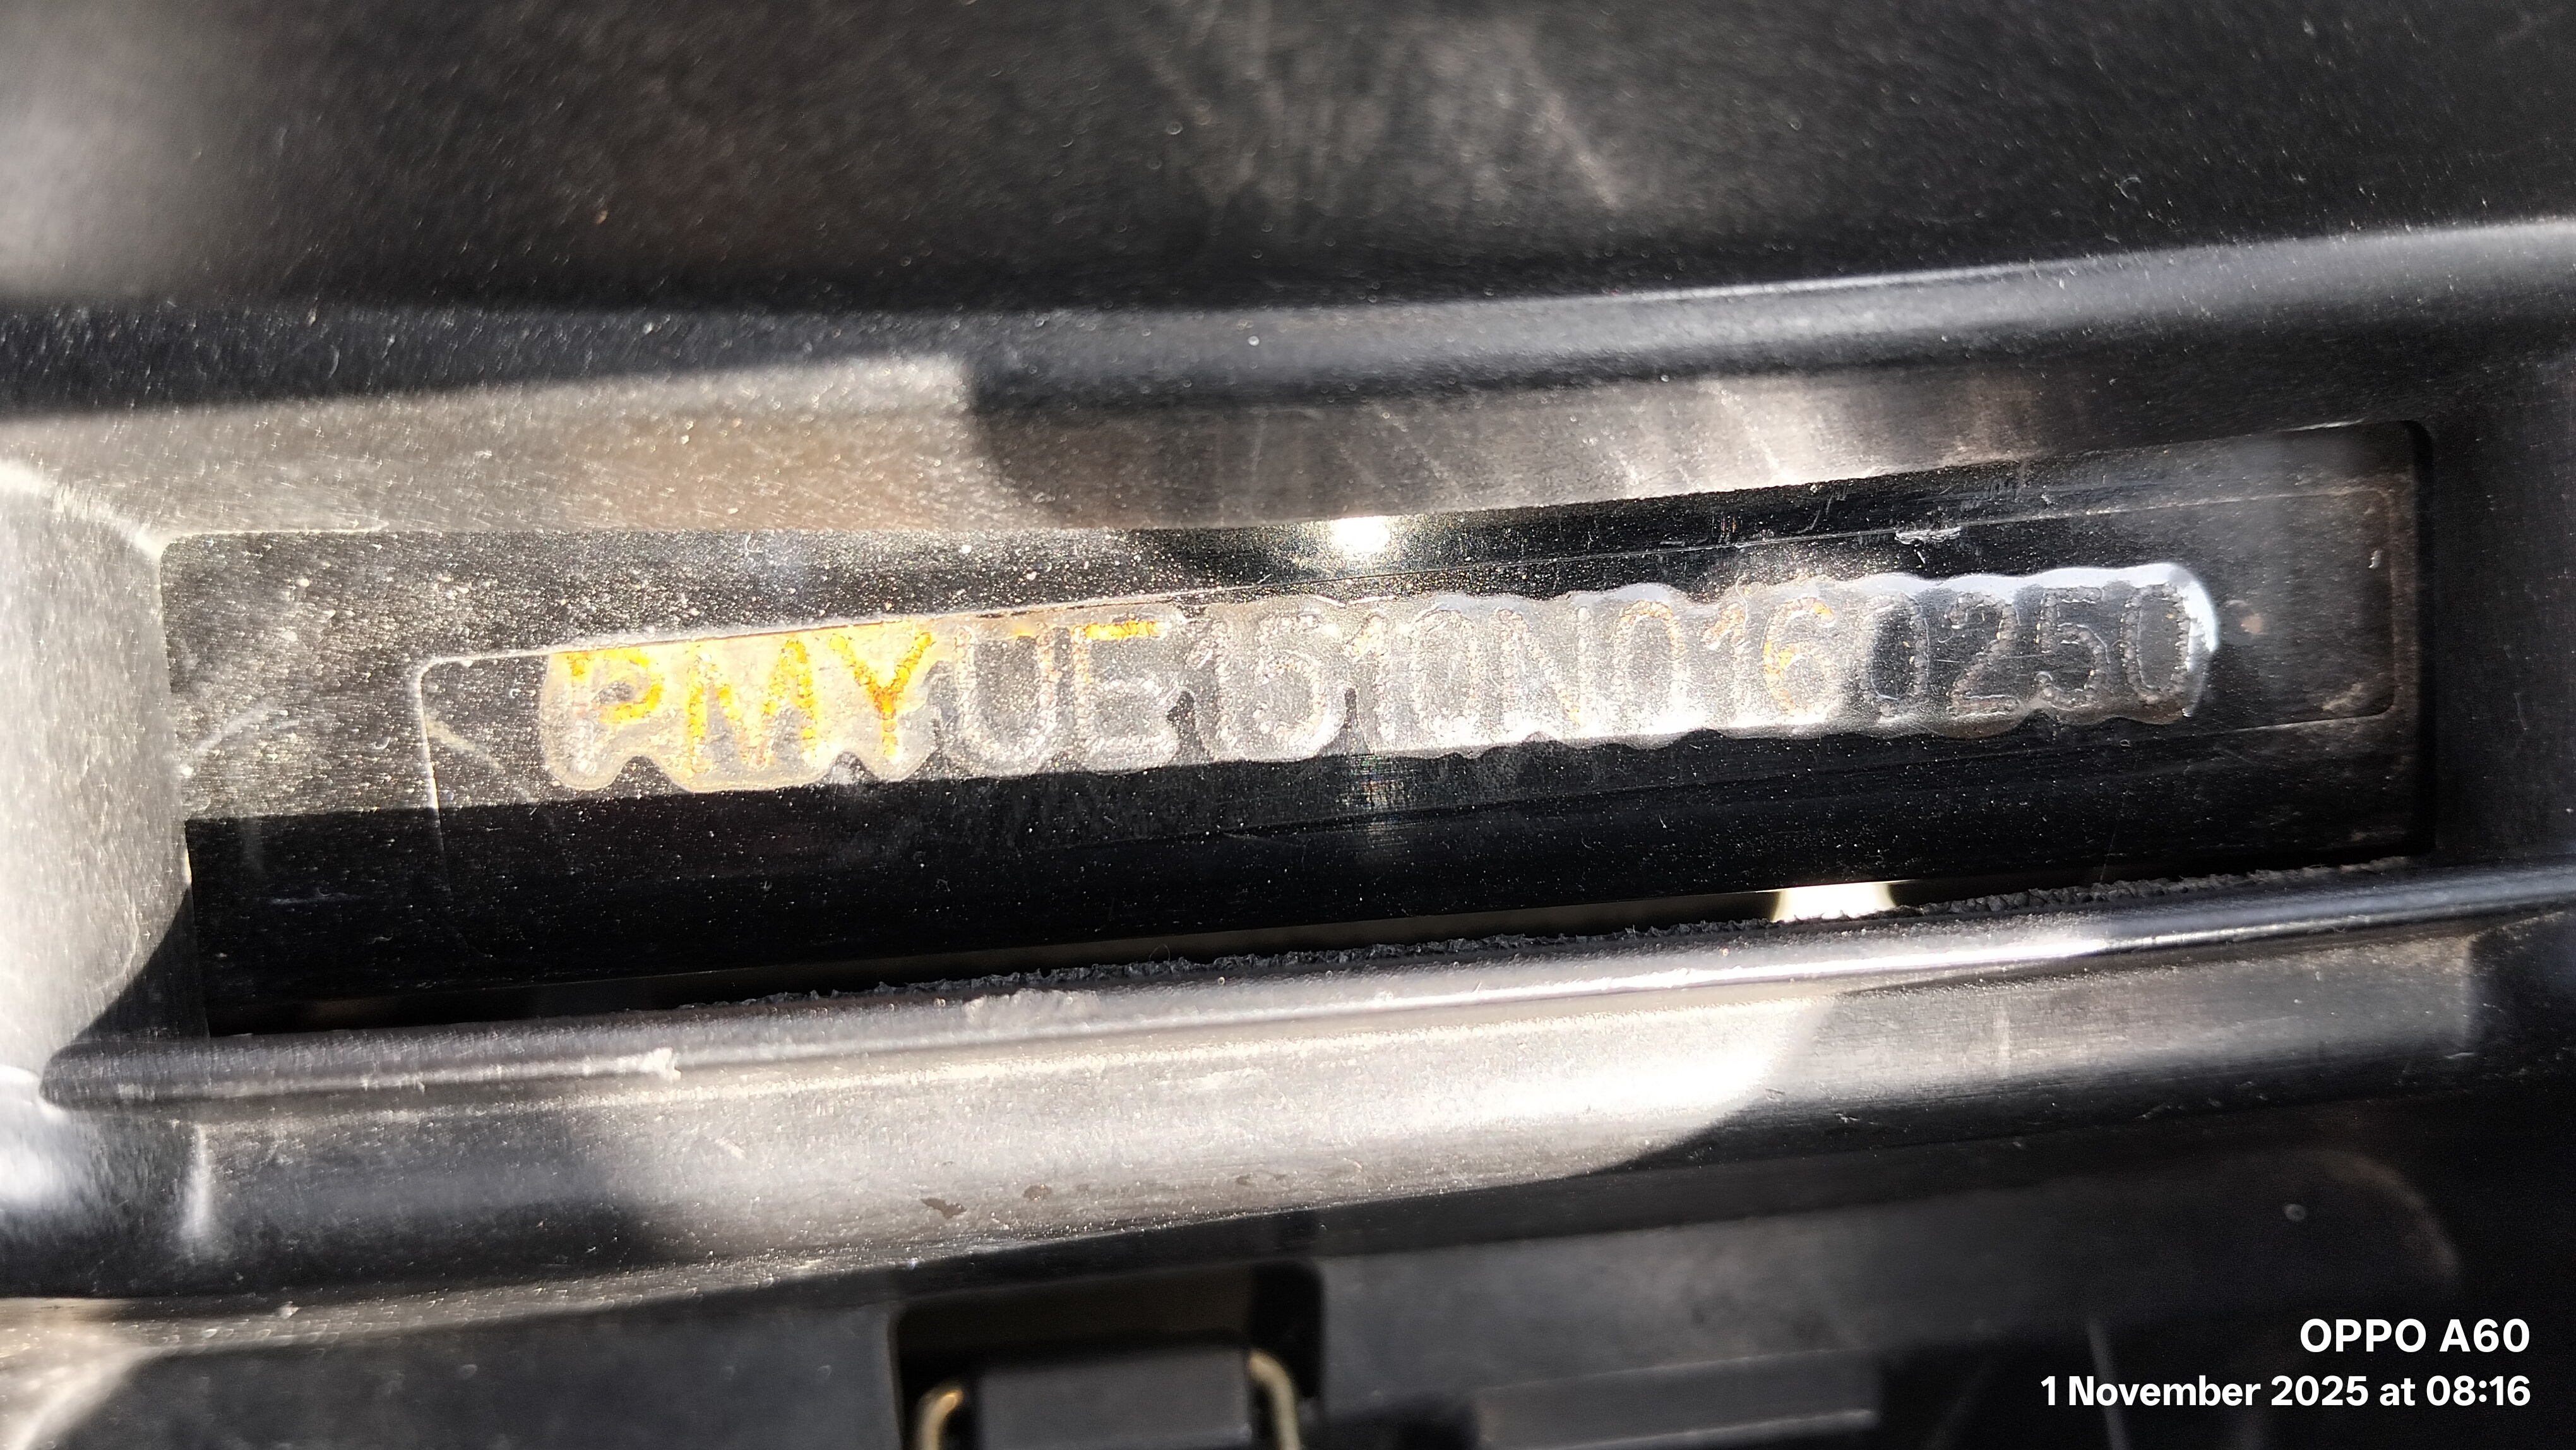 PMYUE1510N0160250
OPPO A60
1 November 2025 at 08:16